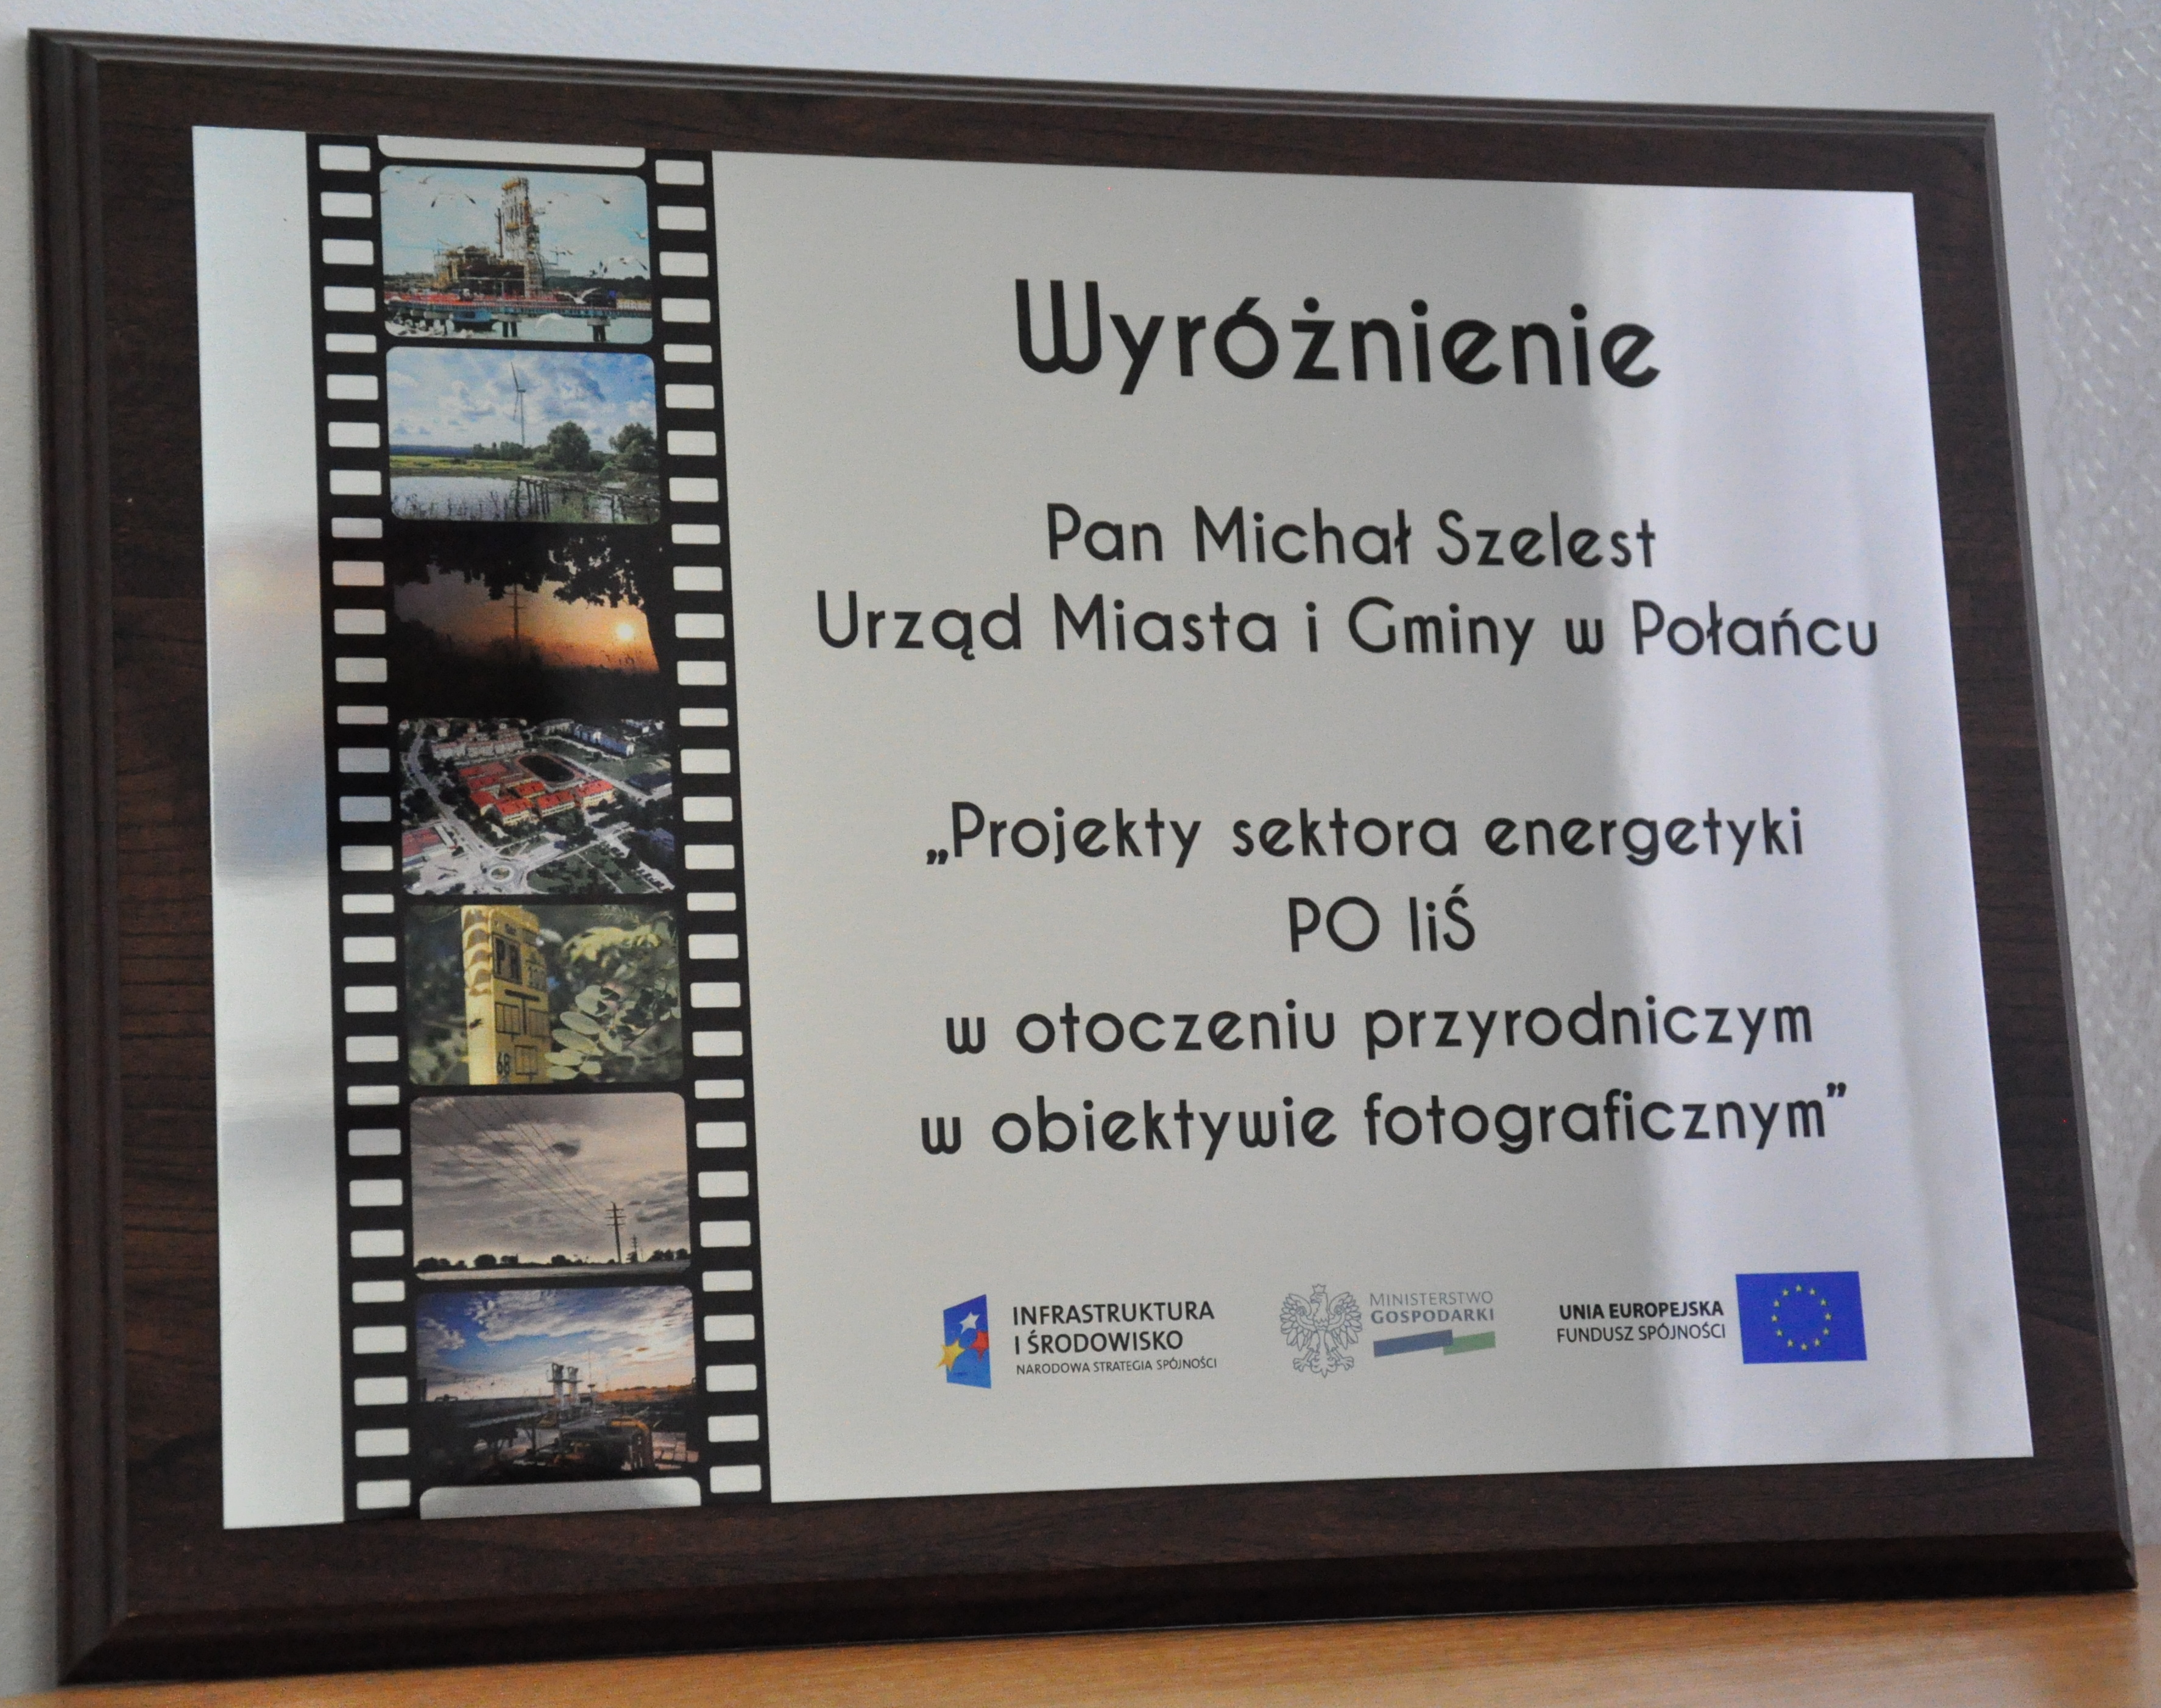 Wyróżnienie
Pan Michał Szelest
Urząd Miasta i Gminy w Połańcu
„Projekty sektora energetyki
PO IiŚ
w otoczeniu przyrodniczym
w obiektywie fotograficznym”
INFRASTRUKTURA
I ŚRODOWISKO
NARODOWA STRATEGIA SPÓJNOŚCI
MINISTERSTWO
GOSPODARKI
UNIA EUROPEJSKA
FUNDUSZ SPÓJNOŚCI
68